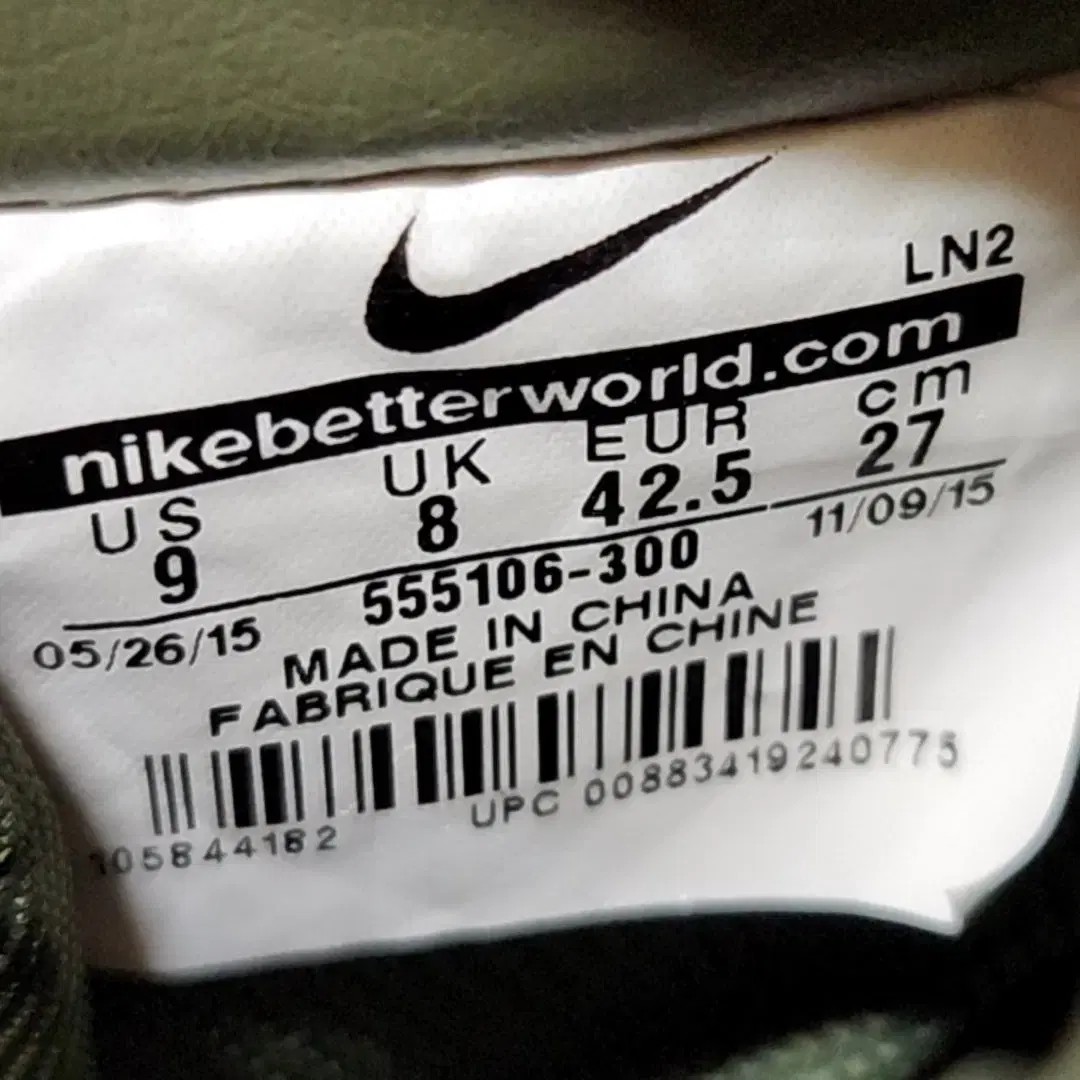 LN2
nikebetterworld.com
US UK EUR cm
9 8 42.5 27
05/26/15 555106-300 11/09/15
MADE IN CHINA
FABRIQUE EN CHINE
UPC 00883419240775